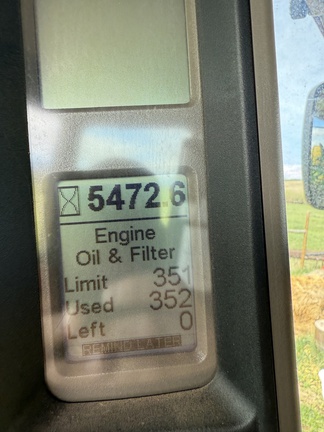 5472.6
Engine
Oil & Filter
Limit 351
Used 352
Left 0
REMIND LATER